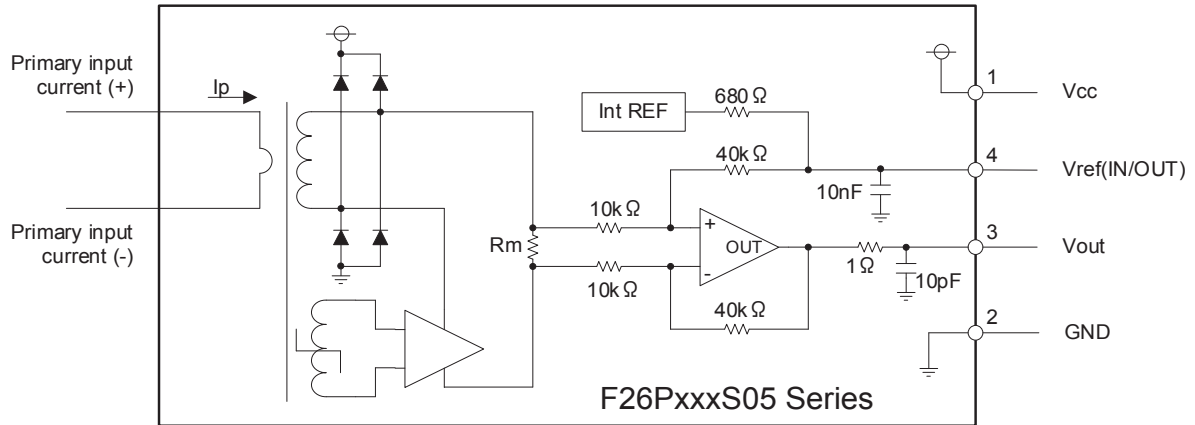 Primary input
current (+)
Ip
Int REF
680 Ω
1
Vcc
40k Ω
4
Vref(IN/OUT)
10nF
10k Ω
Primary input
current (-)
Rm
+
OUT
-
3
Vout
1 Ω
10pF
10k Ω
40k Ω
2
GND
F26PxxxS05 Series